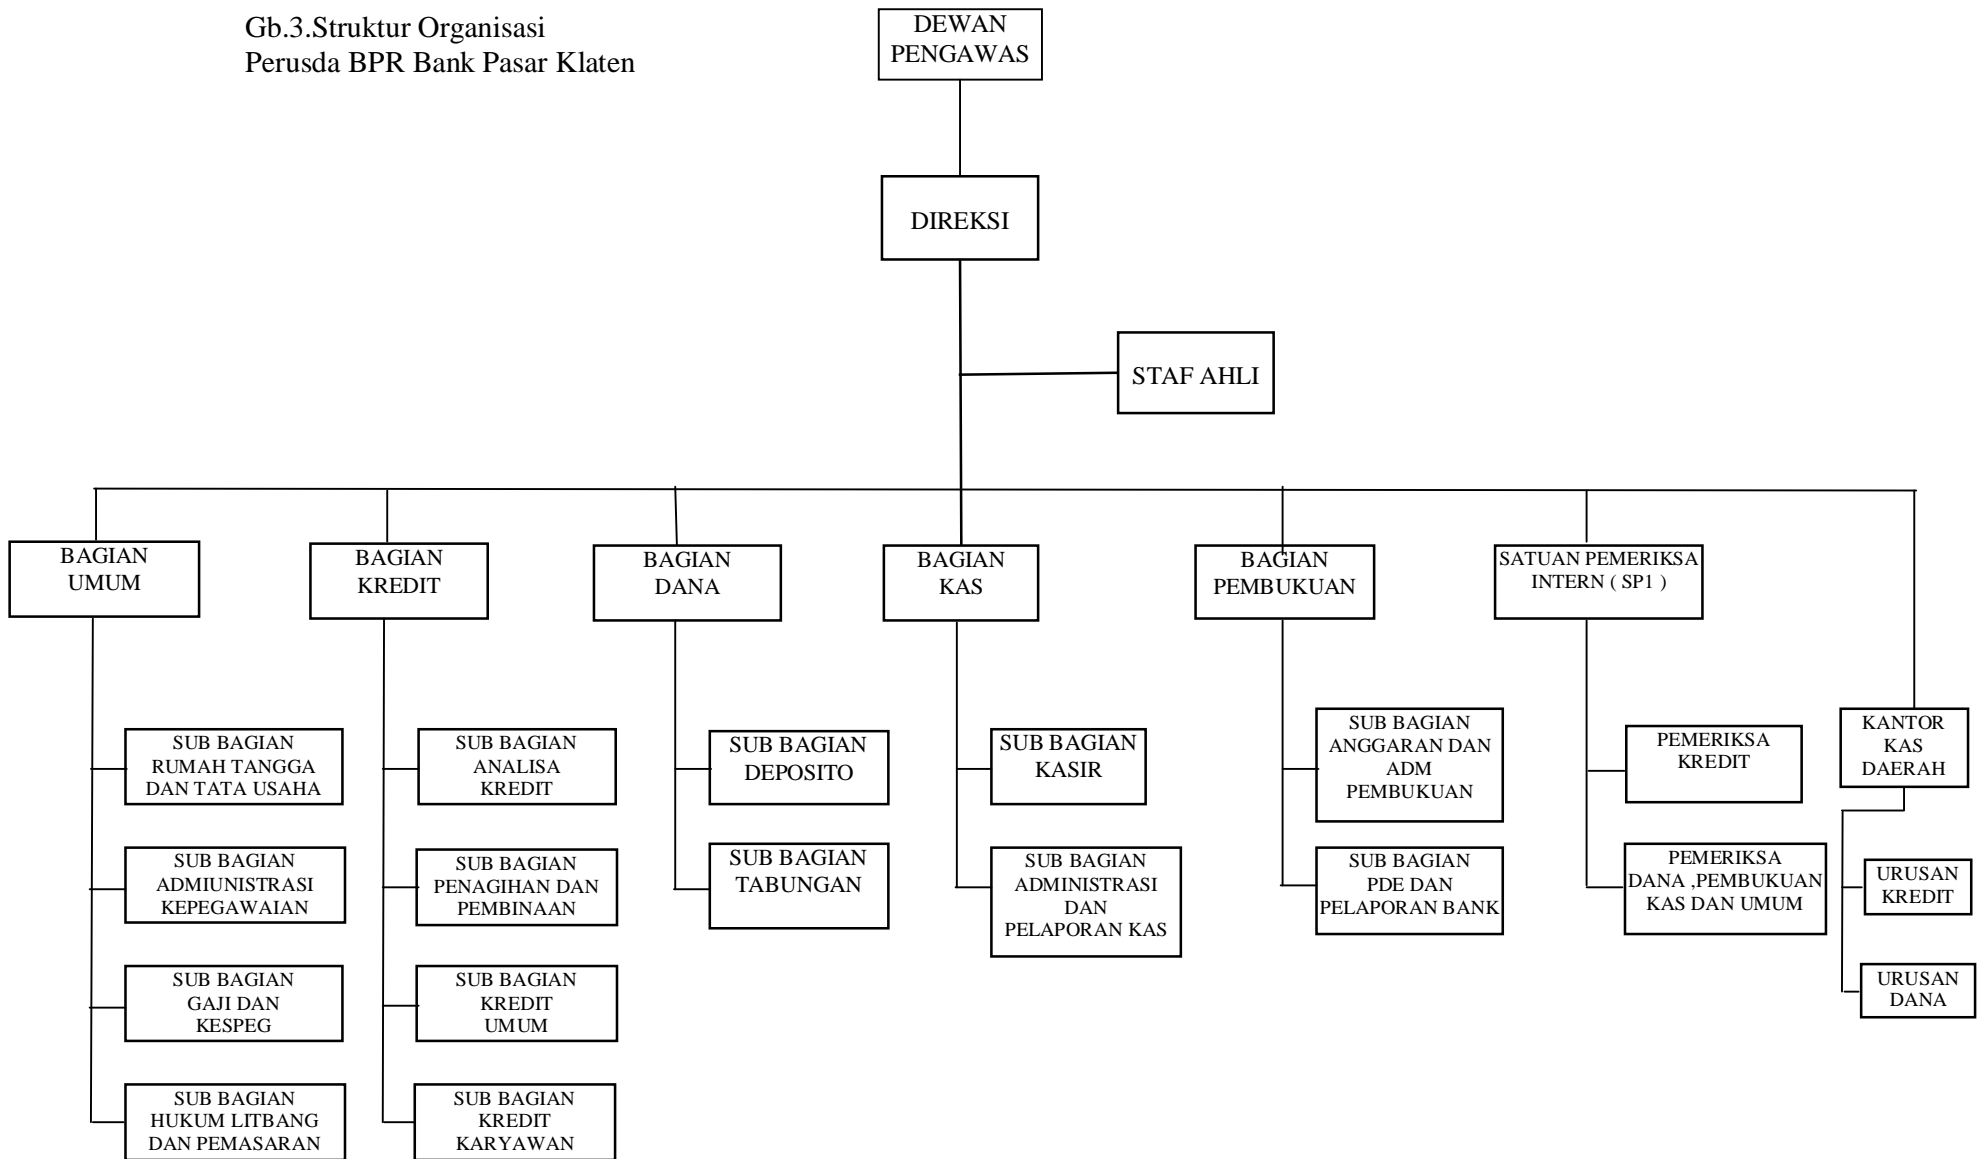 Gb.3.Struktur Organisasi
Perusda BPR Bank Pasar Klaten
DEWAN
PENGAWAS
DIREKSI
STAF AHLI
BAGIAN
UMUM
BAGIAN
KREDIT
BAGIAN
DANA
BAGIAN
KAS
BAGIAN
PEMBUKUAN
SATUAN PEMERIKSA
INTERN ( SP1 )
KANTOR
KAS
DAERAH
SUB BAGIAN
RUMAH TANGGA
DAN TATA USAHA
SUB BAGIAN
ADMIUNISTRASI
KEPEGAWAIAN
SUB BAGIAN
GAJI DAN
KESPEG
SUB BAGIAN
HUKUM LITBANG
DAN PEMASARAN
SUB BAGIAN
ANALISA
KREDIT
SUB BAGIAN
PENAGIHAN DAN
PEMBINAAN
SUB BAGIAN
KREDIT
UMUM
SUB BAGIAN
KREDIT
KARYAWAN
SUB BAGIAN
DEPOSITO
SUB BAGIAN
TABUNGAN
SUB BAGIAN
KASIR
SUB BAGIAN
ADMINISTRASI
DAN
PELAPORAN KAS
SUB BAGIAN
ANGGARAN DAN
ADM
PEMBUKUAN
SUB BAGIAN
PDE DAN
PELAPORAN BANK
PEMERIKSA
KREDIT
PEMERIKSA
DANA ,PEMBUKUAN
KAS DAN UMUM
URUSAN
KREDIT
URUSAN
DANA